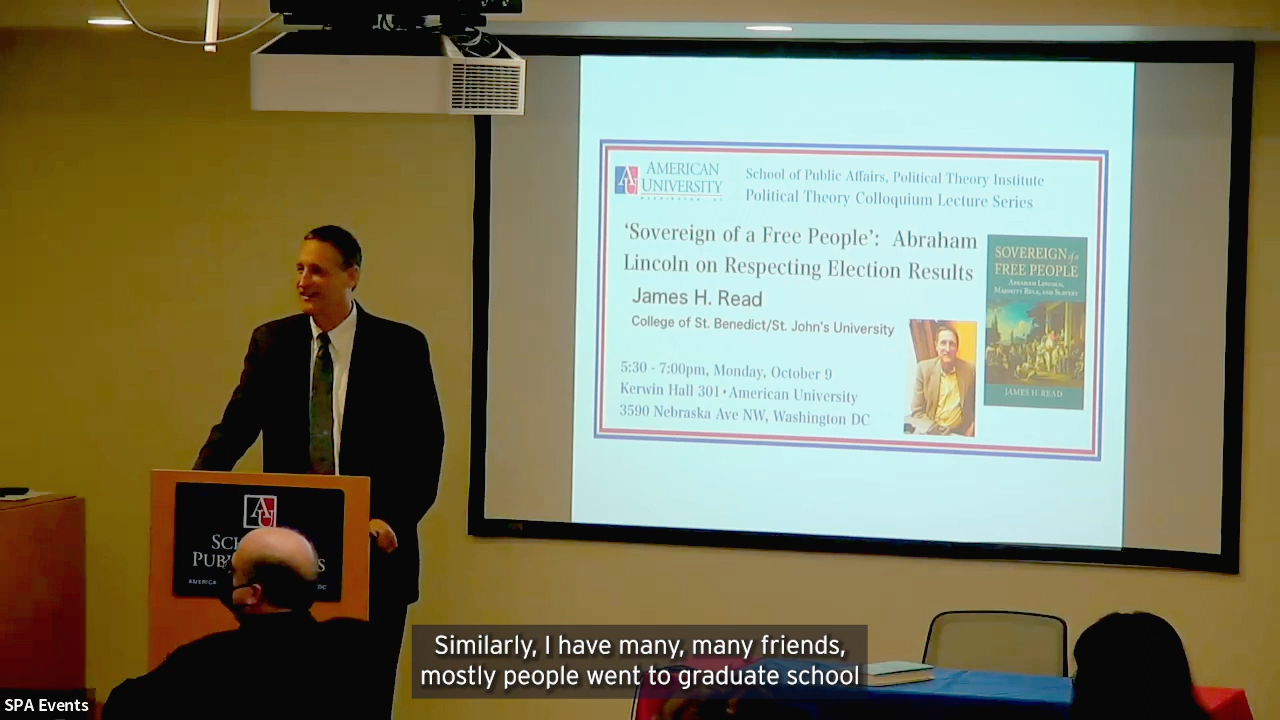 AMERICAN
UNIVERSITY
WASHINGTON, DC
School of Public Affairs, Political Theory Institute
Political Theory Colloquium Lecture Series
‘Sovereign of a Free People’: Abraham
Lincoln on Respecting Election Results
James H. Read
College of St. Benedict/St. John's University
5:30 - 7:00pm, Monday, October 9
Kerwin Hall 301•American University
3590 Nebraska Ave NW, Washington DC
SOVEREIGN of a
FREE PEOPLE
ABRAHAM LINCOLN,
MAJORITY RULE, AND SLAVERY
JAMES H. READ
AU
Similarly, I have many, many friends,
mostly people went to graduate school
SPA Events